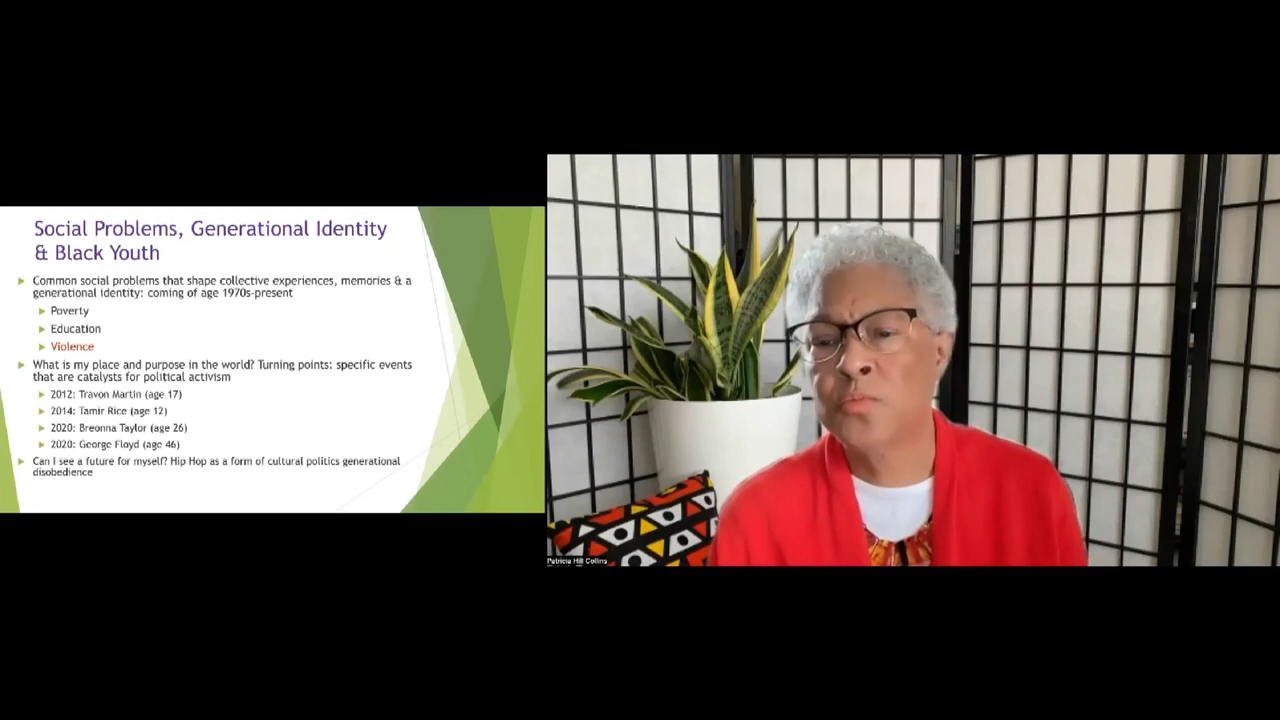 Social Problems, Generational Identity
& Black Youth
Common social problems that shape collective experiences, memories & a
generational identity: coming of age 1970s-present
Poverty
Education
Violence
What is my place and purpose in the world? Turning points: specific events
that are catalysts for political activism
2012: Travon Martin (age 17)
2014: Tamir Rice (age 12)
2020: Breonna Taylor (age 26)
2020: George Floyd (age 46)
Can I see a future for myself? Hip Hop as a form of cultural politics generational
disobedience
Patricia Hill Collins